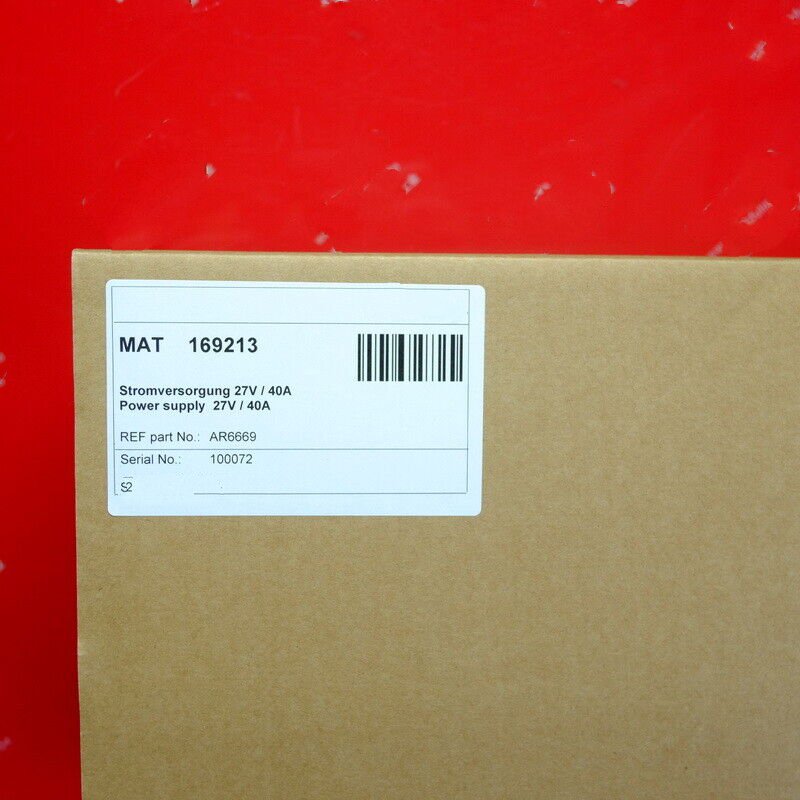 MAT 169213
Stromversorgung 27V / 40A
Power supply 27V / 40A
REF part No.: AR6669
Serial No.: 100072
S2